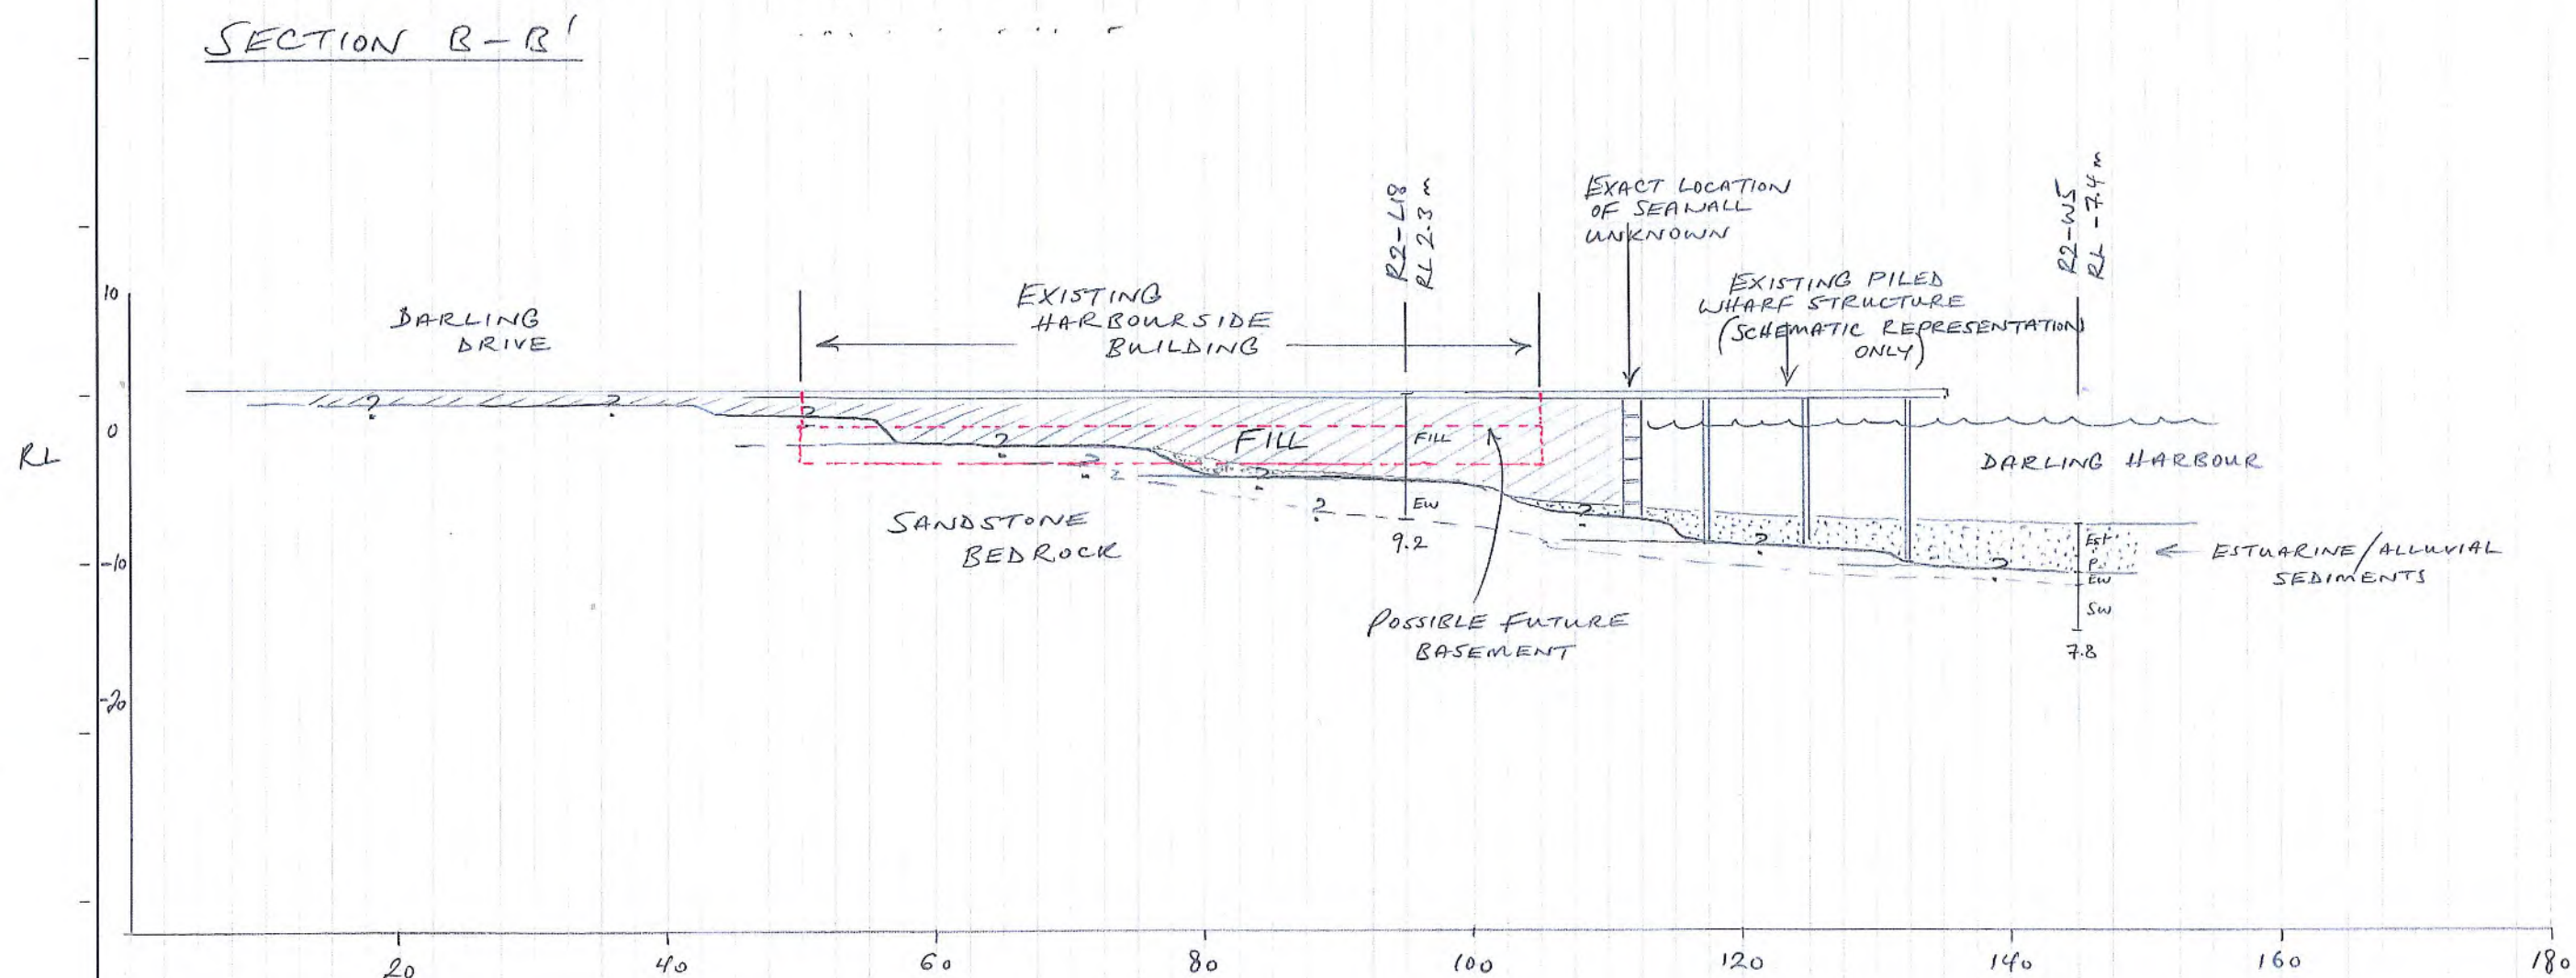 SECTION B-B'
R2-L18
RL 2.3 m
R2-W5
RL -7.4 m
EXACT LOCATION
OF SEAWALL
UNKNOWN
EXISTING PILED
WHARF STRUCTURE
(SCHEMATIC REPRESENTATION
ONLY)
EXISTING
HARBOURSIDE
BUILDING
DARLING
DRIVE
10
0
RL
-10
-20
?
?
?
?
?
?
?
?
?
?
?
FILL
FILL
EW
9.2
SANDSTONE
BEDROCK
DARLING HARBOUR
Est
P
EW
SW
7.8
ESTUARINE/ALLUVIAL
SEDIMENTS
POSSIBLE FUTURE
BASEMENT
20
40
60
80
100
120
140
160
180